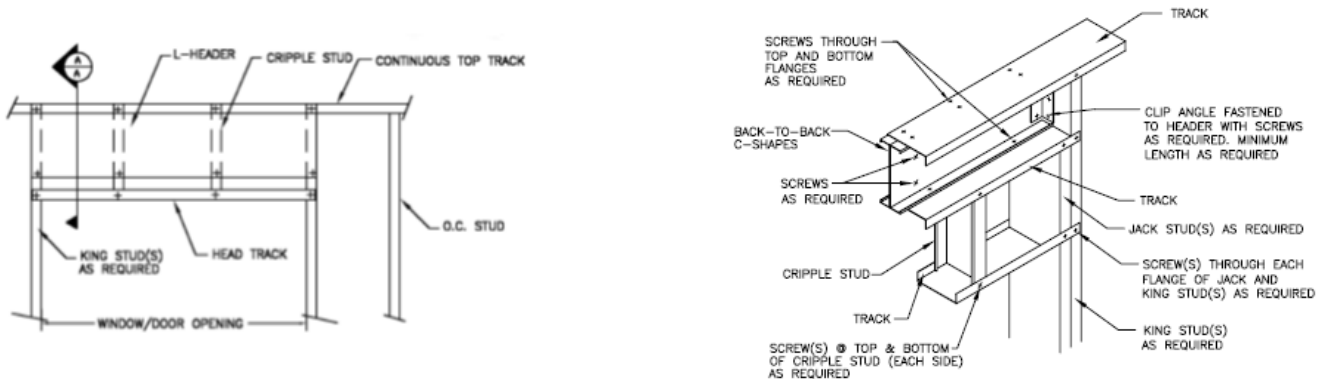 A
A
L-HEADER
CRIPPLE STUD
CONTINUOUS TOP TRACK
O.C. STUD
KING STUD(S)
AS REQUIRED
HEAD TRACK
WINDOW/DOOR OPENING
TRACK
SCREWS THROUGH
TOP AND BOTTOM
FLANGES
AS REQUIRED
CLIP ANGLE FASTENED
TO HEADER WITH SCREWS
AS REQUIRED. MINIMUM
LENGTH AS REQUIRED
BACK-TO-BACK
C-SHAPES
SCREWS
AS REQUIRED
TRACK
JACK STUD(S) AS REQUIRED
CRIPPLE STUD
SCREW(S) THROUGH EACH
FLANGE OF JACK AND
KING STUD(S) AS REQUIRED
TRACK
KING STUD(S)
AS REQUIRED
SCREW(S) @ TOP & BOTTOM
OF CRIPPLE STUD (EACH SIDE)
AS REQUIRED